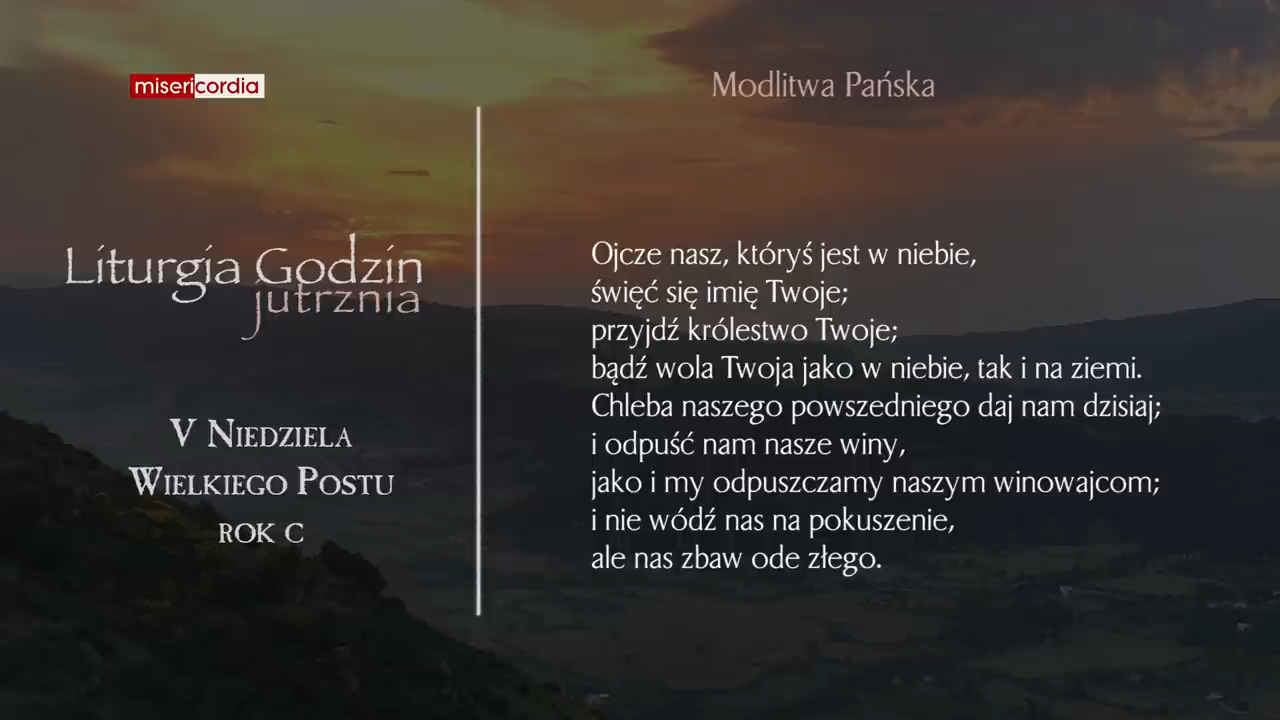 misericordia
Liturgia Godzin
jutrznia
V Niedziela
Wielkiego Postu
rok C
Modlitwa Pańska
Ojcze nasz, któryś jest w niebie,
święć się imię Twoje;
przyjdź królestwo Twoje;
bądź wola Twoja jako w niebie, tak i na ziemi.
Chleba naszego powszedniego daj nam dzisiaj;
i odpuść nam nasze winy,
jako i my odpuszczamy naszym winowajcom;
i nie wódź nas na pokuszenie,
ale nas zbaw ode złego.